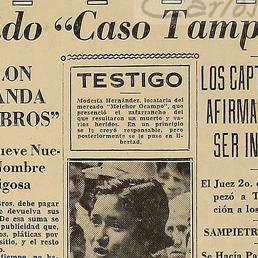 do "Caso Tamp
LON
ANDA
BROS"
ueve Nue-
Nombre
igosa
ros. debe pagar
e devuelva sus
De esa suma se
publicidad que,
s, pláticas por
sitio, y el resto
TESTIGO
Modesta Hernández, locataria del
mercado "Melchor Ocampo", que
presenció el zafarrancho del
que resultaron un muerto y va-
rios heridos. En un principio
se la creyó responsable, pero
posteriormente se le puso en li-
bertad.
LOS CAPT
AFIRMA
SER IN
El Juez 2o. d
pezó a T
ción a los
SAMPIETR
Se Hacía Pa